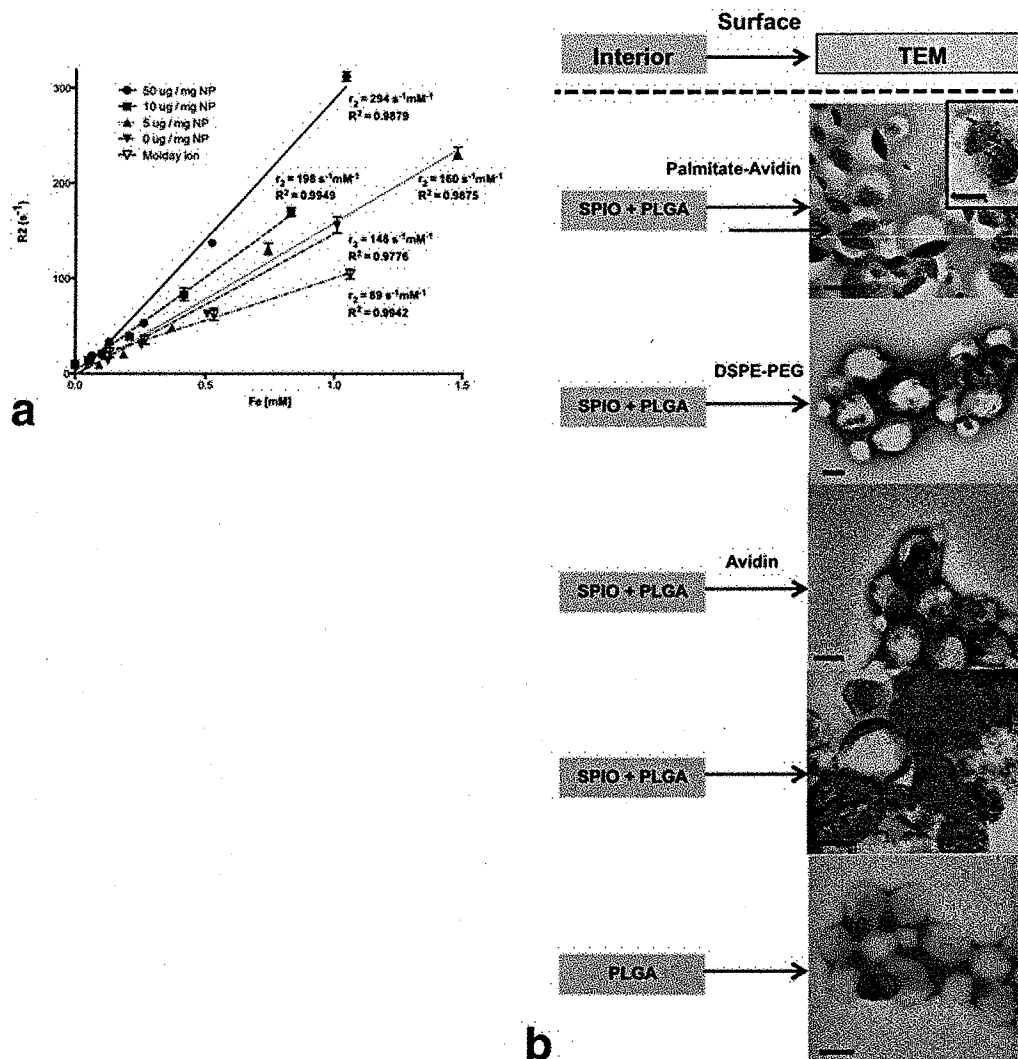 300
200
100
0
0.0
0.5
1.0
1.5
R2 (s⁻¹)
Fe [mM]
50 ug / mg NP
10 ug / mg NP
5 ug / mg NP
0 ug / mg NP
Molday Ion
r₂ = 294 s⁻¹mM⁻¹
R² = 0.9879
r₂ = 198 s⁻¹mM⁻¹
R² = 0.9949
r₂ = 160 s⁻¹mM⁻¹
R² = 0.9875
r₂ = 148 s⁻¹mM⁻¹
R² = 0.9776
r₂ = 89 s⁻¹mM⁻¹
R² = 0.9942
a
Surface
Interior
TEM
Palmitate-Avidin
SPIO + PLGA
DSPE-PEG
SPIO + PLGA
Avidin
SPIO + PLGA
SPIO + PLGA
PLGA
b